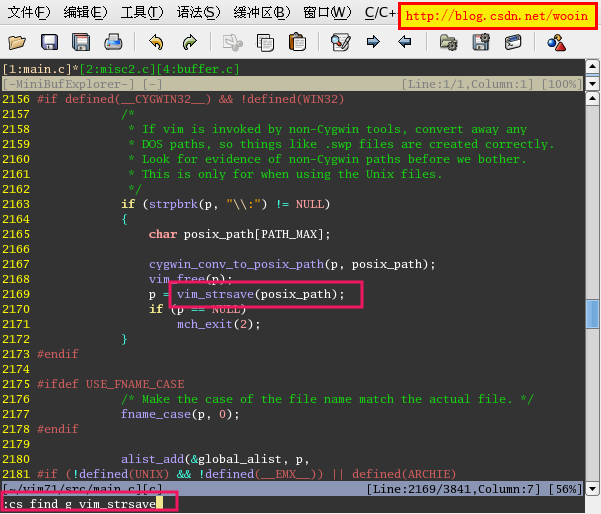 文件(F) 编辑(E) 工具(T) 语法(S) 缓冲区(B) 窗口(W) C/C+
http://blog.csdn.net/wooin
[1:main.c]*[2:misc2.c][4:buffer.c]
[-MiniBufExplorer-] [-] [Line:1/1,Column:1] [100%]
2156 #if defined(__CYGWIN32__) && !defined(WIN32)
2157 /*
2158 * If vim is invoked by non-Cygwin tools, convert away any
2159 * DOS paths, so things like .swp files are created correctly.
2160 * Look for evidence of non-Cygwin paths before we bother.
2161 * This is only for when using the Unix files.
2162 */
2163 if (strpbrk(p, "\\:") != NULL)
2164 {
2165 char posix_path[PATH_MAX];
2166
2167 cygwin_conv_to_posix_path(p, posix_path);
2168 vim_free(p);
2169 p = vim_strsave(posix_path);
2170 if (p == NULL)
2171 mch_exit(2);
2172 }
2173 #endif
2174
2175 #ifdef USE_FNAME_CASE
2176 /* Make the case of the file name match the actual file. */
2177 fname_case(p, 0);
2178 #endif
2179
2180 alist_add(&global_alist, p,
2181 #if (!defined(UNIX) && !defined(__EMX__)) || defined(ARCHIE)
[~/vim71/src/main.c][c] [Line:2169/3841,Column:7] [56%]
:cs find g vim_strsave